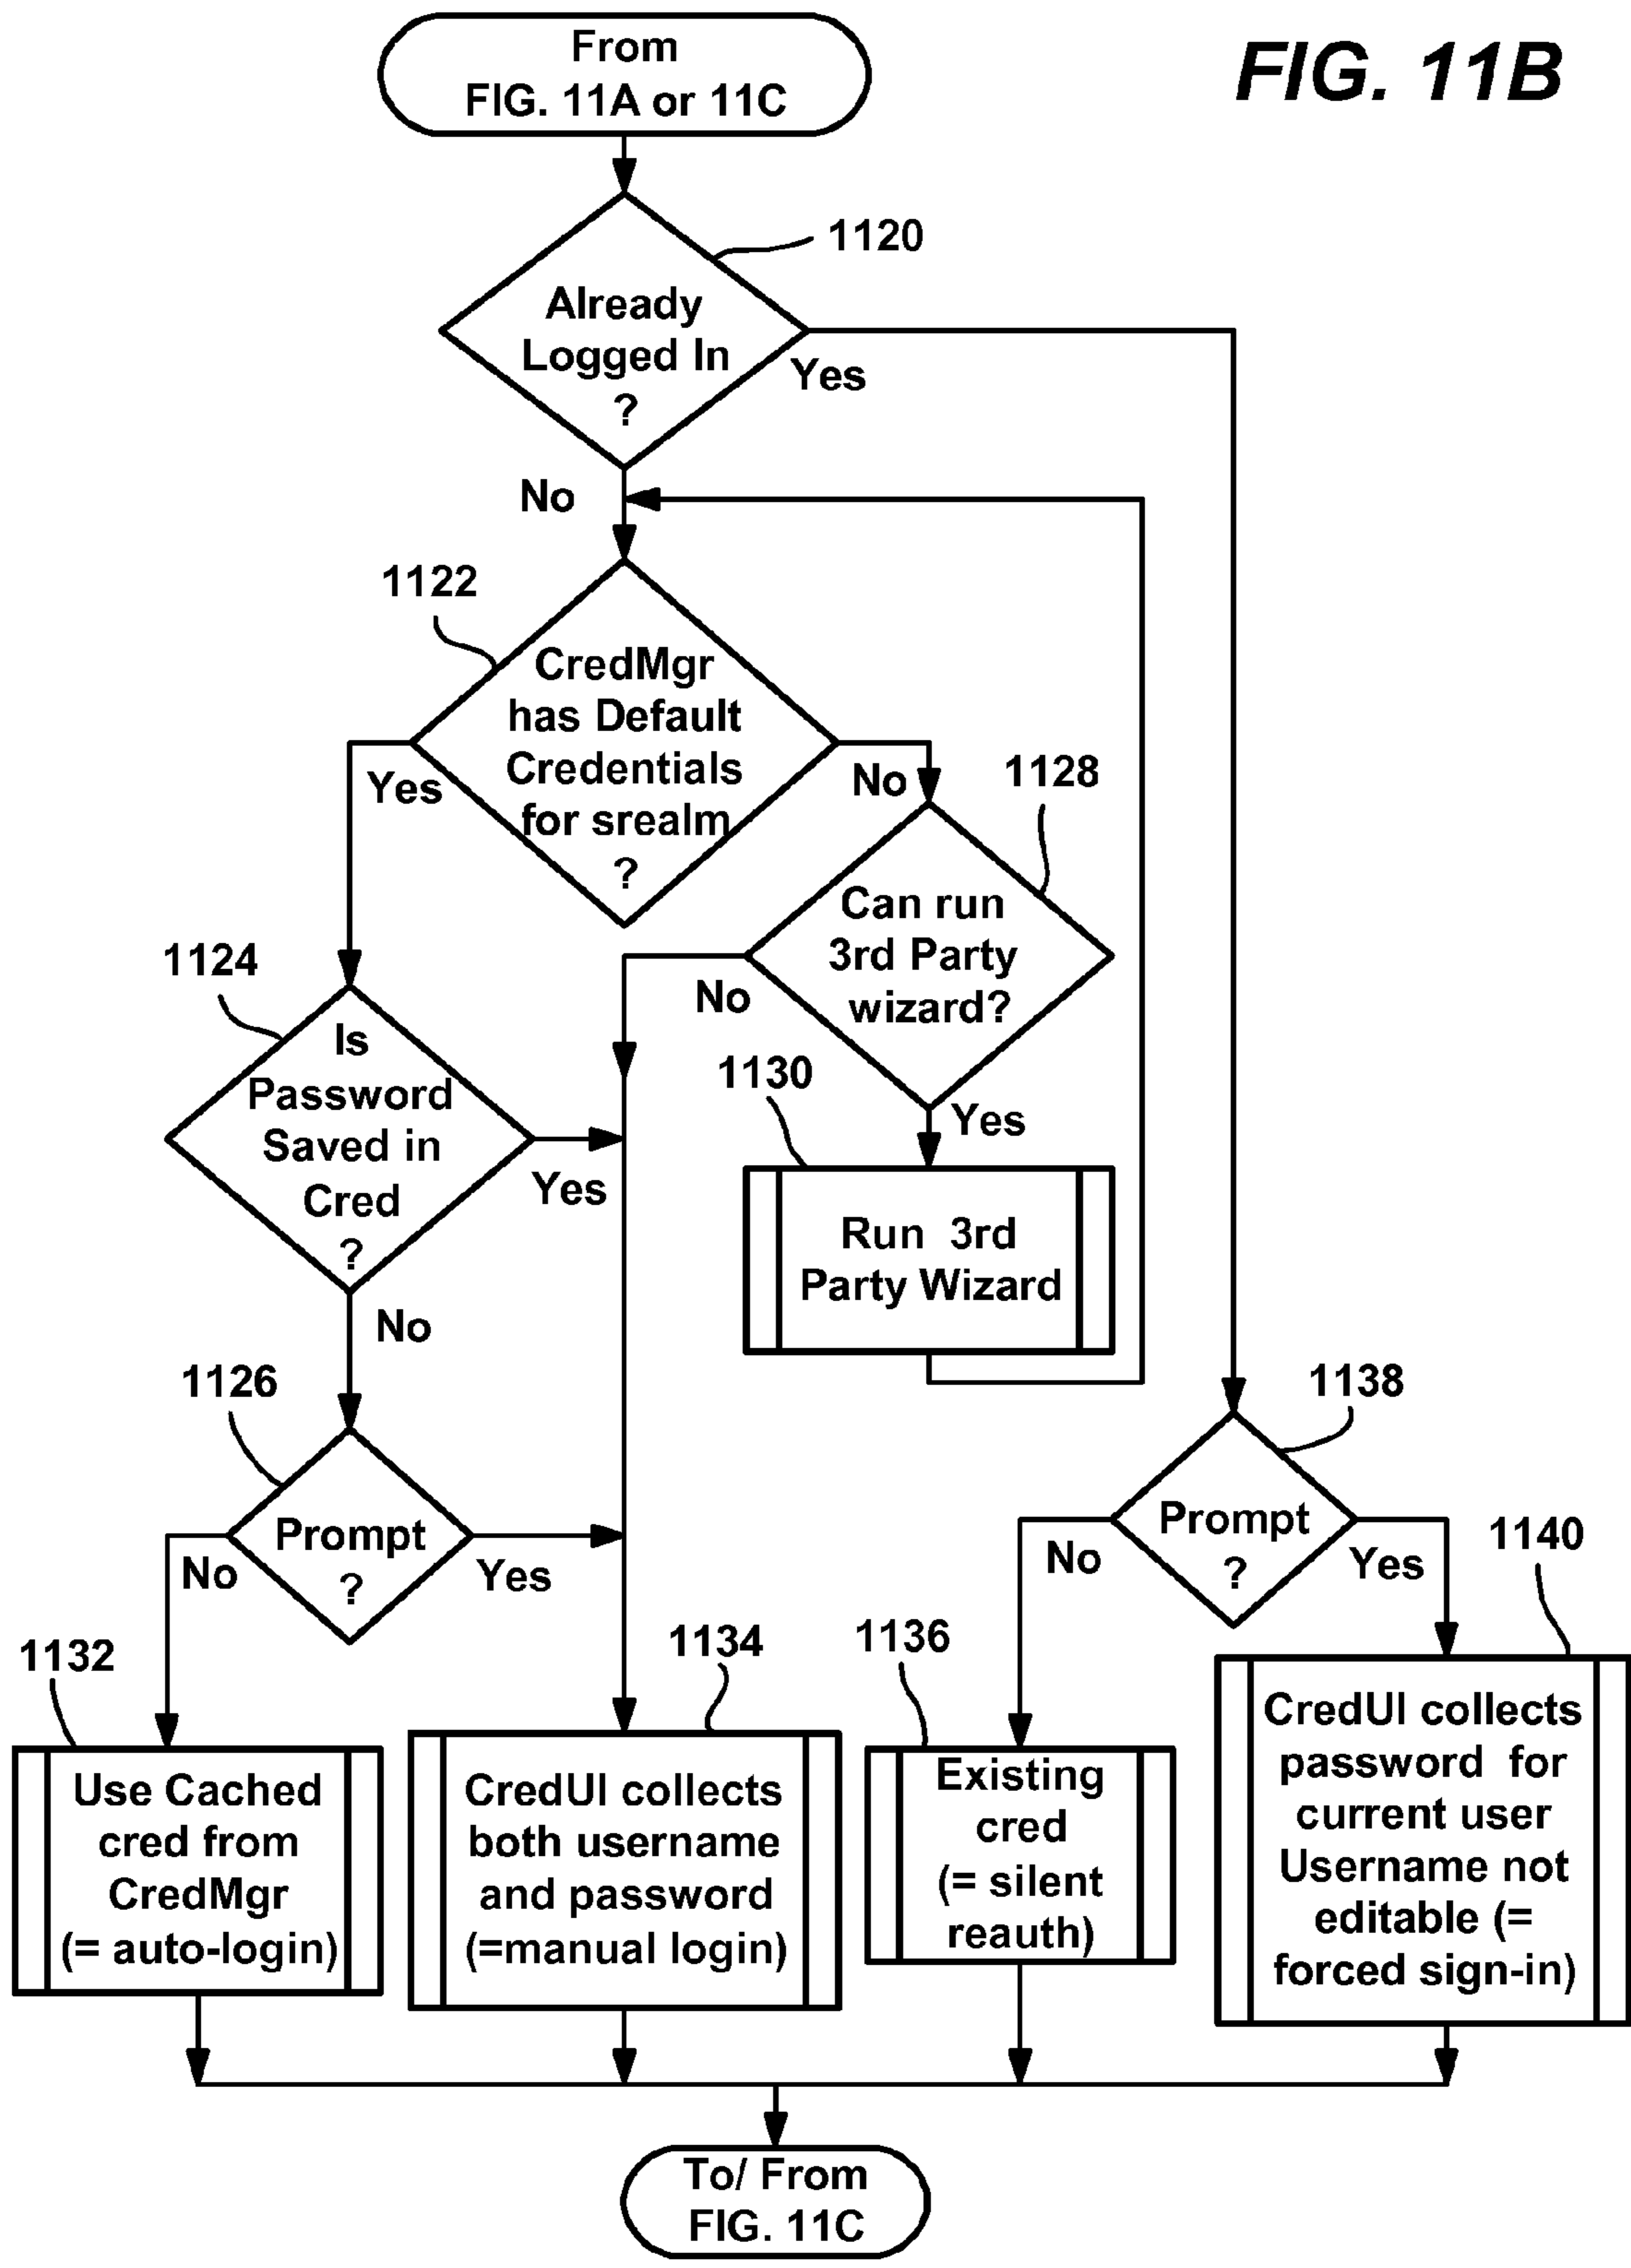 From
FIG. 11A or 11C
FIG. 11B
1120
Already
Logged In
?
Yes
No
1122
CredMgr
has Default
Credentials
for srealm
?
Yes
No
1128
Can run
3rd Party
wizard?
No
Yes
1124
Is
Password
Saved in
Cred
?
Yes
No
1130
Run 3rd
Party Wizard
1126
Prompt
?
No
Yes
1138
Prompt
?
No
Yes
1132
Use Cached
cred from
CredMgr
(= auto-login)
1134
CredUI collects
both username
and password
(=manual login)
1136
Existing
cred
(= silent
reauth)
1140
CredUI collects
password for
current user
Username not
editable (=
forced sign-in)
To/ From
FIG. 11C